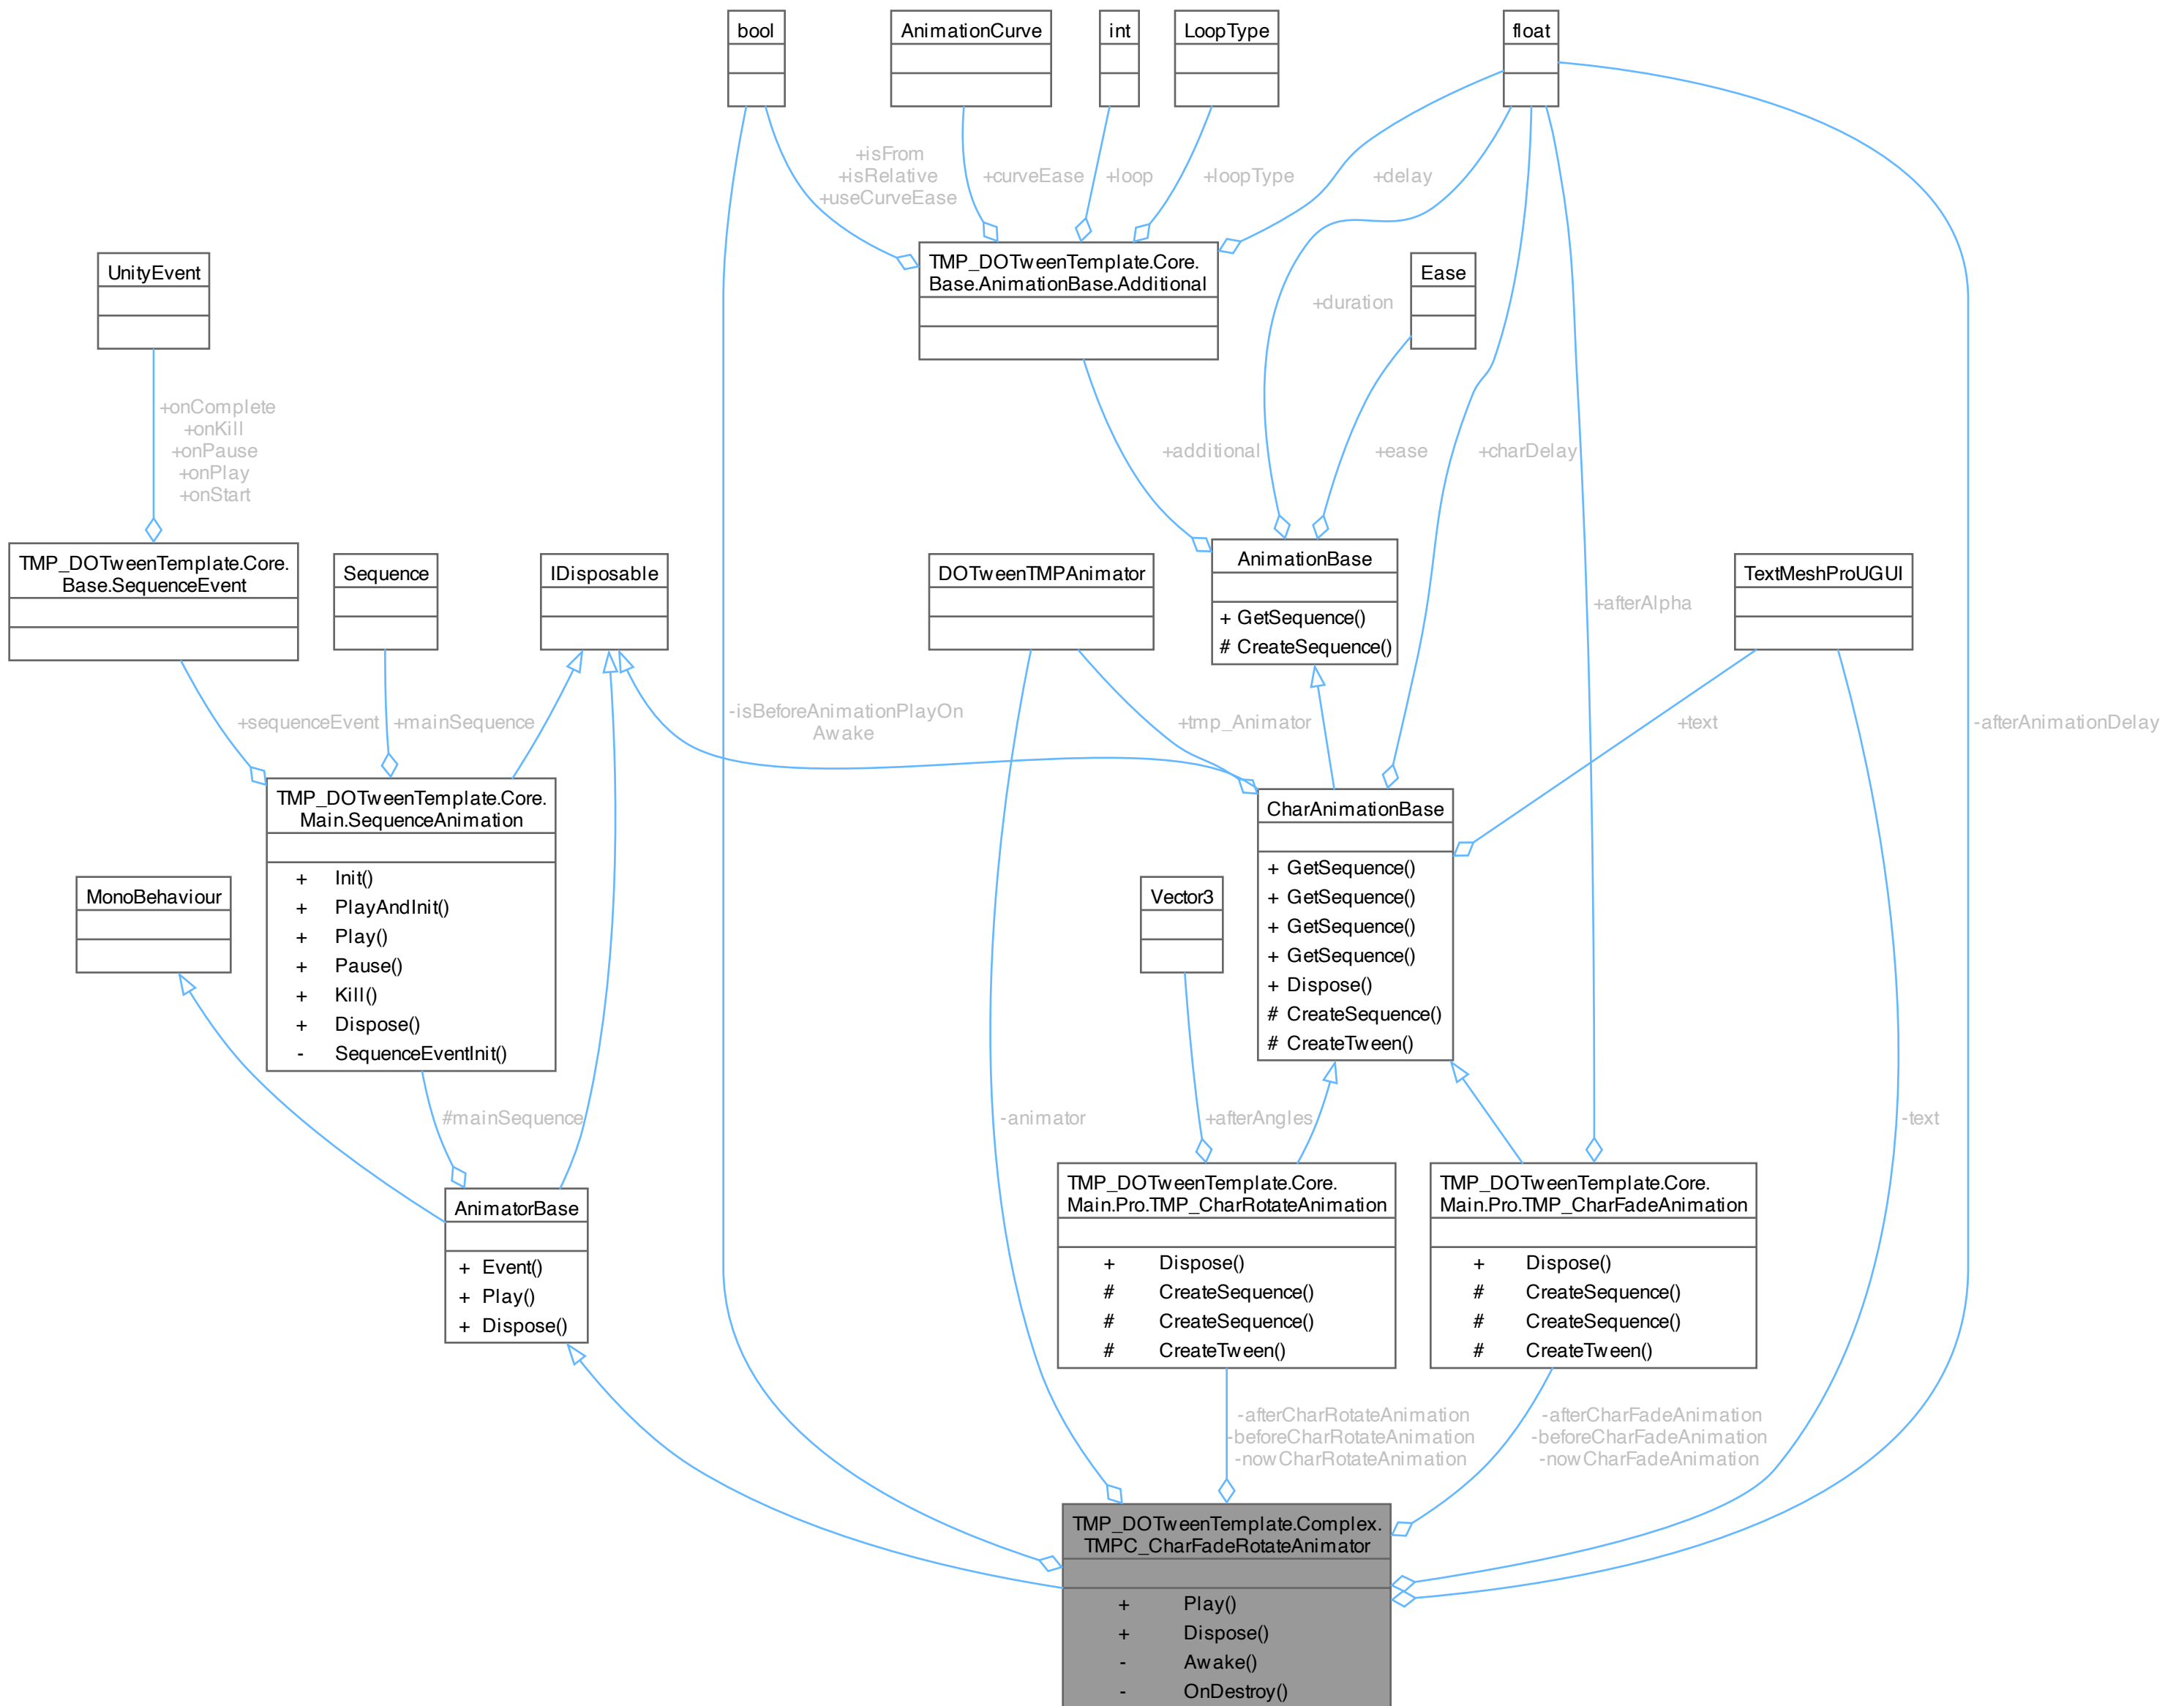 bool
AnimationCurve
int
LoopType
float
+isFrom
+isRelative
+useCurveEase
+curveEase
+loop
+loopType
+delay
UnityEvent
TMP_DOTweenTemplate.Core.
Base.AnimationBase.Additional
Ease
+duration
+onComplete
+onKill
+onPause
+onPlay
+onStart
+additional
+ease
+charDelay
TMP_DOTweenTemplate.Core.
Base.SequenceEvent
Sequence
IDisposable
DOTweenTMPAnimator
AnimationBase
+ GetSequence()
# CreateSequence()
TextMeshProUGUI
+afterAlpha
+sequenceEvent
+mainSequence
-isBeforeAnimationPlayOn
Awake
+tmp_Animator
+text
-afterAnimationDelay
TMP_DOTweenTemplate.Core.
Main.SequenceAnimation
+ Init()
+ PlayAndInit()
+ Play()
+ Pause()
+ Kill()
+ Dispose()
- SequenceEventInit()
CharAnimationBase
+ GetSequence()
+ GetSequence()
+ GetSequence()
+ GetSequence()
+ Dispose()
# CreateSequence()
# CreateTween()
MonoBehaviour
Vector3
#mainSequence
-animator
+afterAngles
-text
AnimatorBase
+ Event()
+ Play()
+ Dispose()
TMP_DOTweenTemplate.Core.
Main.Pro.TMP_CharRotateAnimation
+ Dispose()
# CreateSequence()
# CreateSequence()
# CreateTween()
TMP_DOTweenTemplate.Core.
Main.Pro.TMP_CharFadeAnimation
+ Dispose()
# CreateSequence()
# CreateSequence()
# CreateTween()
-afterCharRotateAnimation
-beforeCharRotateAnimation
-nowCharRotateAnimation
-afterCharFadeAnimation
-beforeCharFadeAnimation
-nowCharFadeAnimation
TMP_DOTweenTemplate.Complex.
TMPC_CharFadeRotateAnimator
+ Play()
+ Dispose()
- Awake()
- OnDestroy()